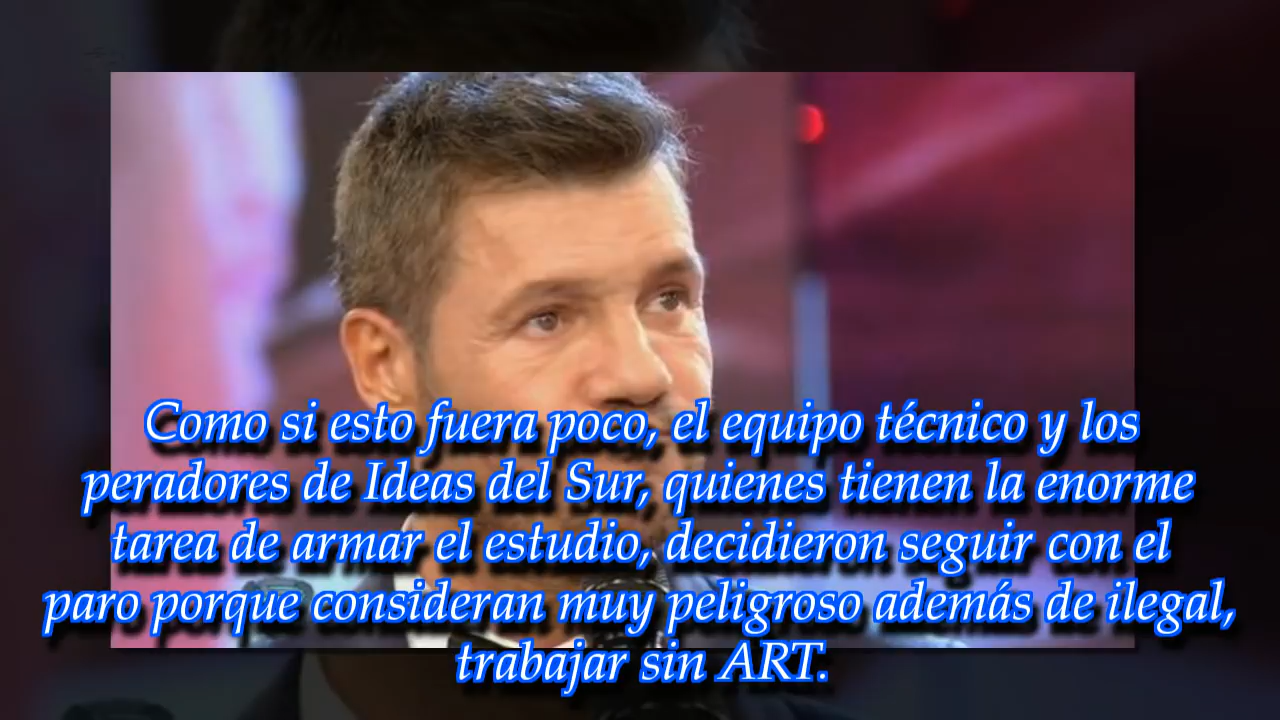 Como si esto fuera poco, el equipo técnico y los
peradores de Ideas del Sur, quienes tienen la enorme
tarea de armar el estudio, decidieron seguir con el
paro porque consideran muy peligroso además de ilegal,
trabajar sin ART.